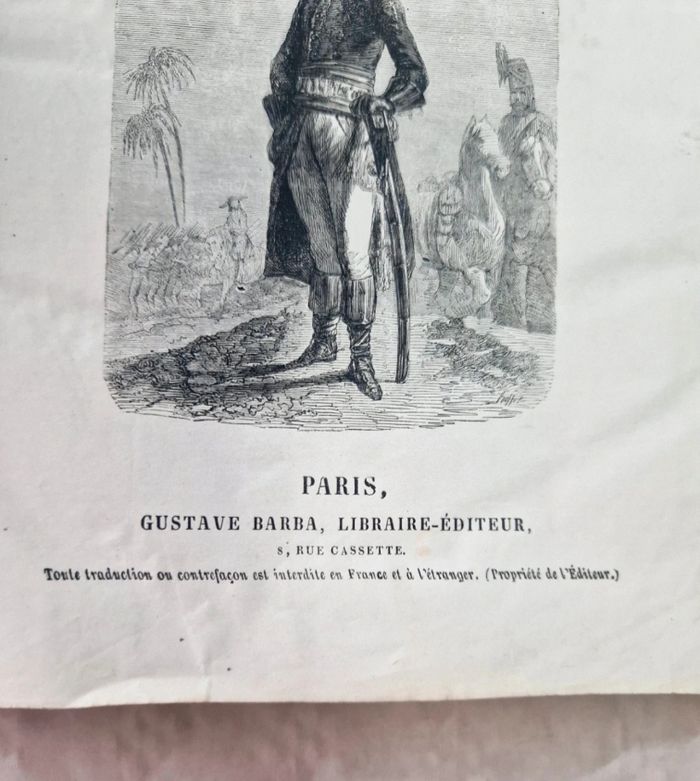 PARIS,
GUSTAVE BARBA, LIBRAIRE-ÉDITEUR,
8, RUE CASSETTE.
Toute traduction ou contrefaçon est interdite en France et à l'étranger. (Propriété de l'Éditeur.)